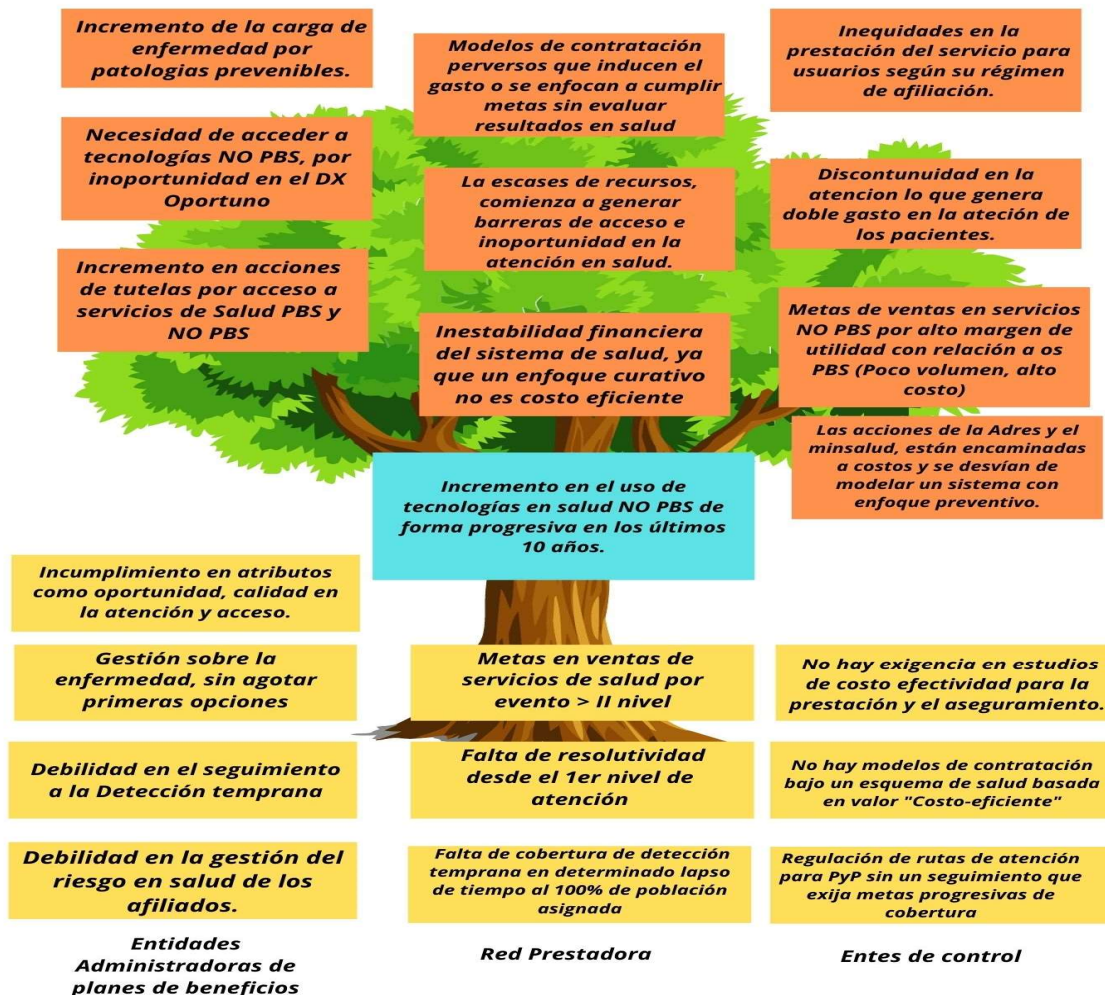 Incremento de la carga de
enfermedad por
patologias prevenibles.
Modelos de contratación
perversos que inducen el
gasto o se enfocan a cumplir
metas sin evaluar
resultados en salud
Inequidades en la
prestación del servicio para
usuarios según su régimen
de afiliación.
Necesidad de acceder a
tecnologías NO PBS, por
inoportunidad en el DX
Oportuno
La escases de recursos,
comienza a generar
barreras de acceso e
inoportunidad en la
atención en salud.
Discontunuidad en la
atencion lo que genera
doble gasto en la ateción de
los pacientes.
Incremento en acciones
de tutelas por acceso a
servicios de Salud PBS y
NO PBS
Inestabilidad financiera
del sistema de salud, ya
que un enfoque curativo
no es costo eficiente
Metas de ventas en servicios
NO PBS por alto margen de
utilidad con relación a os
PBS (Poco volumen, alto
costo)
Las acciones de la Adres y el
minsalud, están encaminadas
a costos y se desvían de
modelar un sistema con
enfoque preventivo.
Incremento en el uso de
tecnologías en salud NO PBS de
forma progresiva en los últimos
10 años.
Incumplimiento en atributos
como oportunidad, calidad en
la atención y acceso.
Gestión sobre la
enfermedad, sin agotar
primeras opciones
Metas en ventas de
servicios de salud por
evento > II nivel
No hay exigencia en estudios
de costo efectividad para la
prestación y el aseguramiento.
Debilidad en el seguimiento
a la Detección temprana
Falta de resolutividad
desde el 1er nivel de
atención
No hay modelos de contratación
bajo un esquema de salud basada
en valor "Costo-eficiente"
Debilidad en la gestión del
riesgo en salud de los
afiliados.
Falta de cobertura de detección
temprana en determinado lapso
de tiempo al 100% de población
asignada
Regulación de rutas de atención
para PyP sin un seguimiento que
exija metas progresivas de
cobertura
Entidades
Administradoras de
planes de beneficios
Red Prestadora
Entes de control